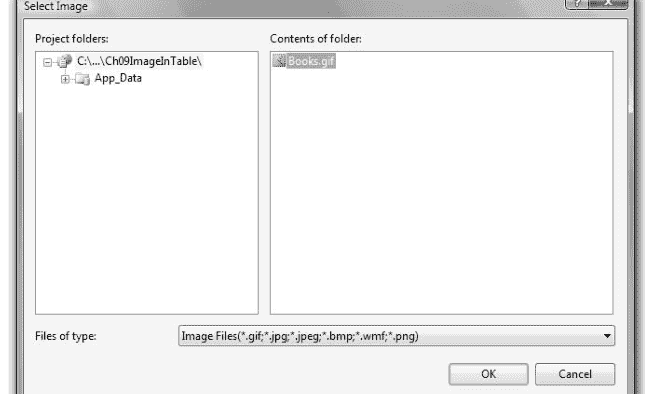 Select Image
Project folders:
Contents of folder:
C:\...\Ch09ImageInTable\
Books.gif
App_Data
Files of type:
Image Files(*.gif;*.jpg;*.jpeg;*.bmp;*.wmf;*.png)
OK
Cancel